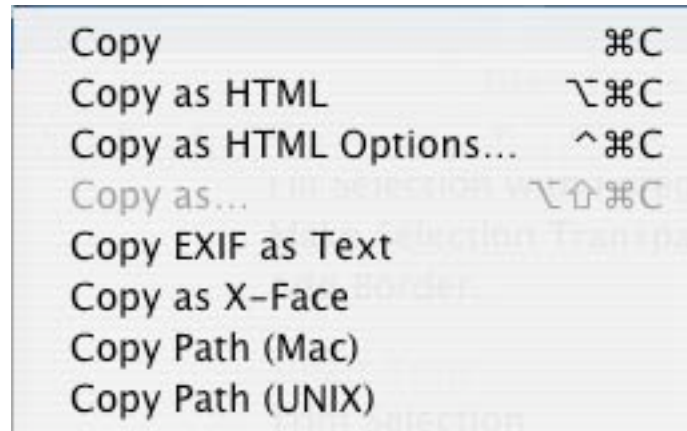 Copy ⌘C
Copy as HTML ⌥⌘C
Copy as HTML Options... ^⌘C
Copy as... ⌥⇧⌘C
Copy EXIF as Text
Copy as X-Face
Copy Path (Mac)
Copy Path (UNIX)